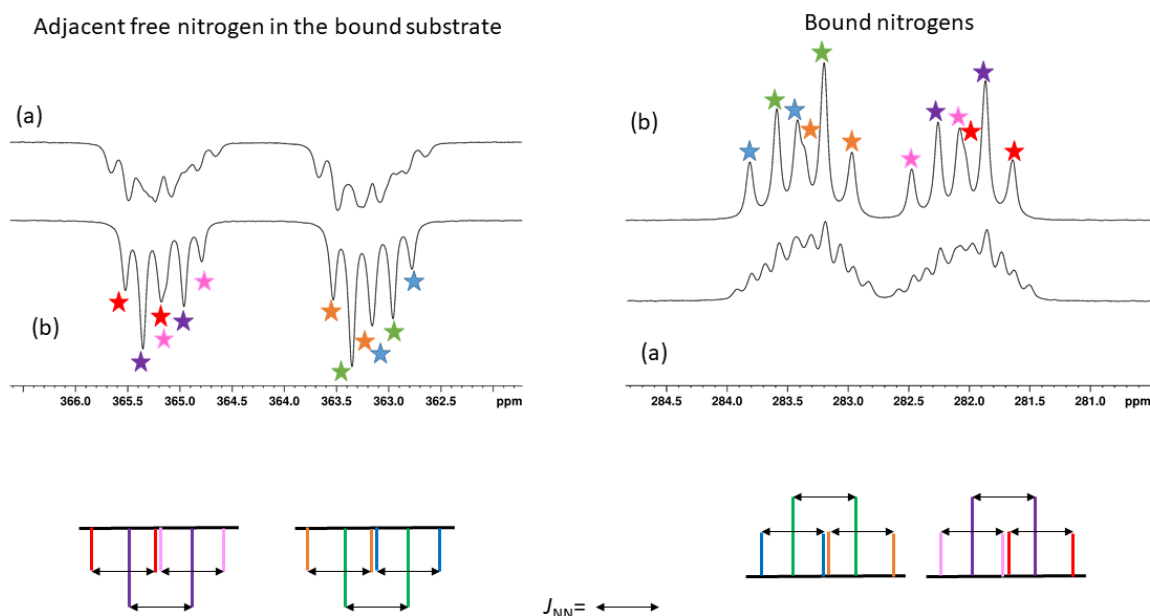 Adjacent free nitrogen in the bound substrate
Bound nitrogens
(a)
(b)
366.0 365.5 365.0 364.5 364.0 363.5 363.0 362.5 ppm
(b)
(a)
284.5 284.0 283.5 283.0 282.5 282.0 281.5 281.0 ppm
JNN=